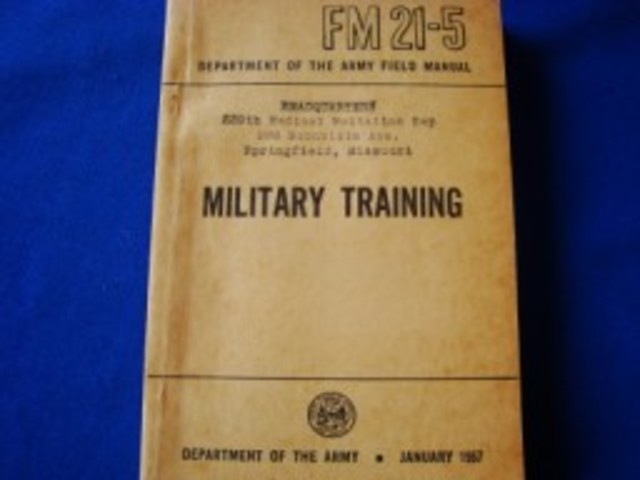 FM 21-5
DEPARTMENT OF THE ARMY FIELD MANUAL
HEADQUARTERS
Medical
Ave.
Springfield, Missouri
MILITARY TRAINING
DEPARTMENT OF THE ARMY • JANUARY